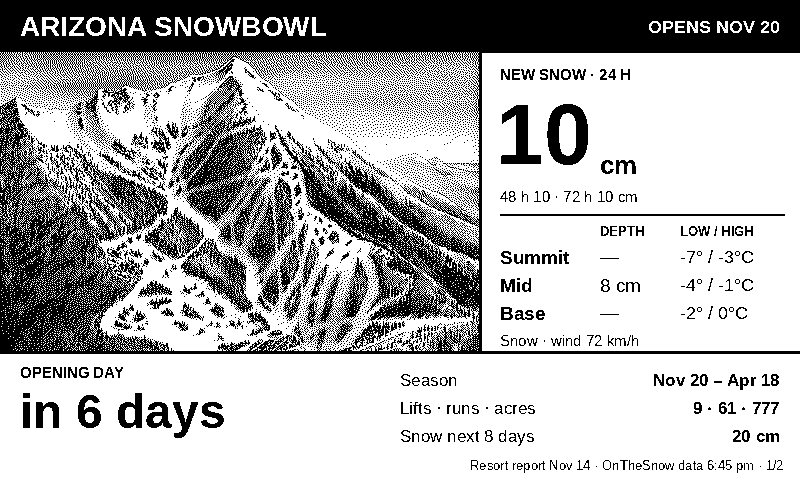 ARIZONA SNOWBOWL
OPENS NOV 20
NEW SNOW · 24 H
10 cm
48 h 10 · 72 h 10 cm
DEPTH LOW / HIGH
Summit — -7° / -3°C
Mid 8 cm -4° / -1°C
Base — -2° / 0°C
Snow · wind 72 km/h
OPENING DAY
in 6 days
Season Nov 20 – Apr 18
Lifts · runs · acres 9 · 61 · 777
Snow next 8 days 20 cm
Resort report Nov 14 · OnTheSnow data 6:45 pm · 1/2